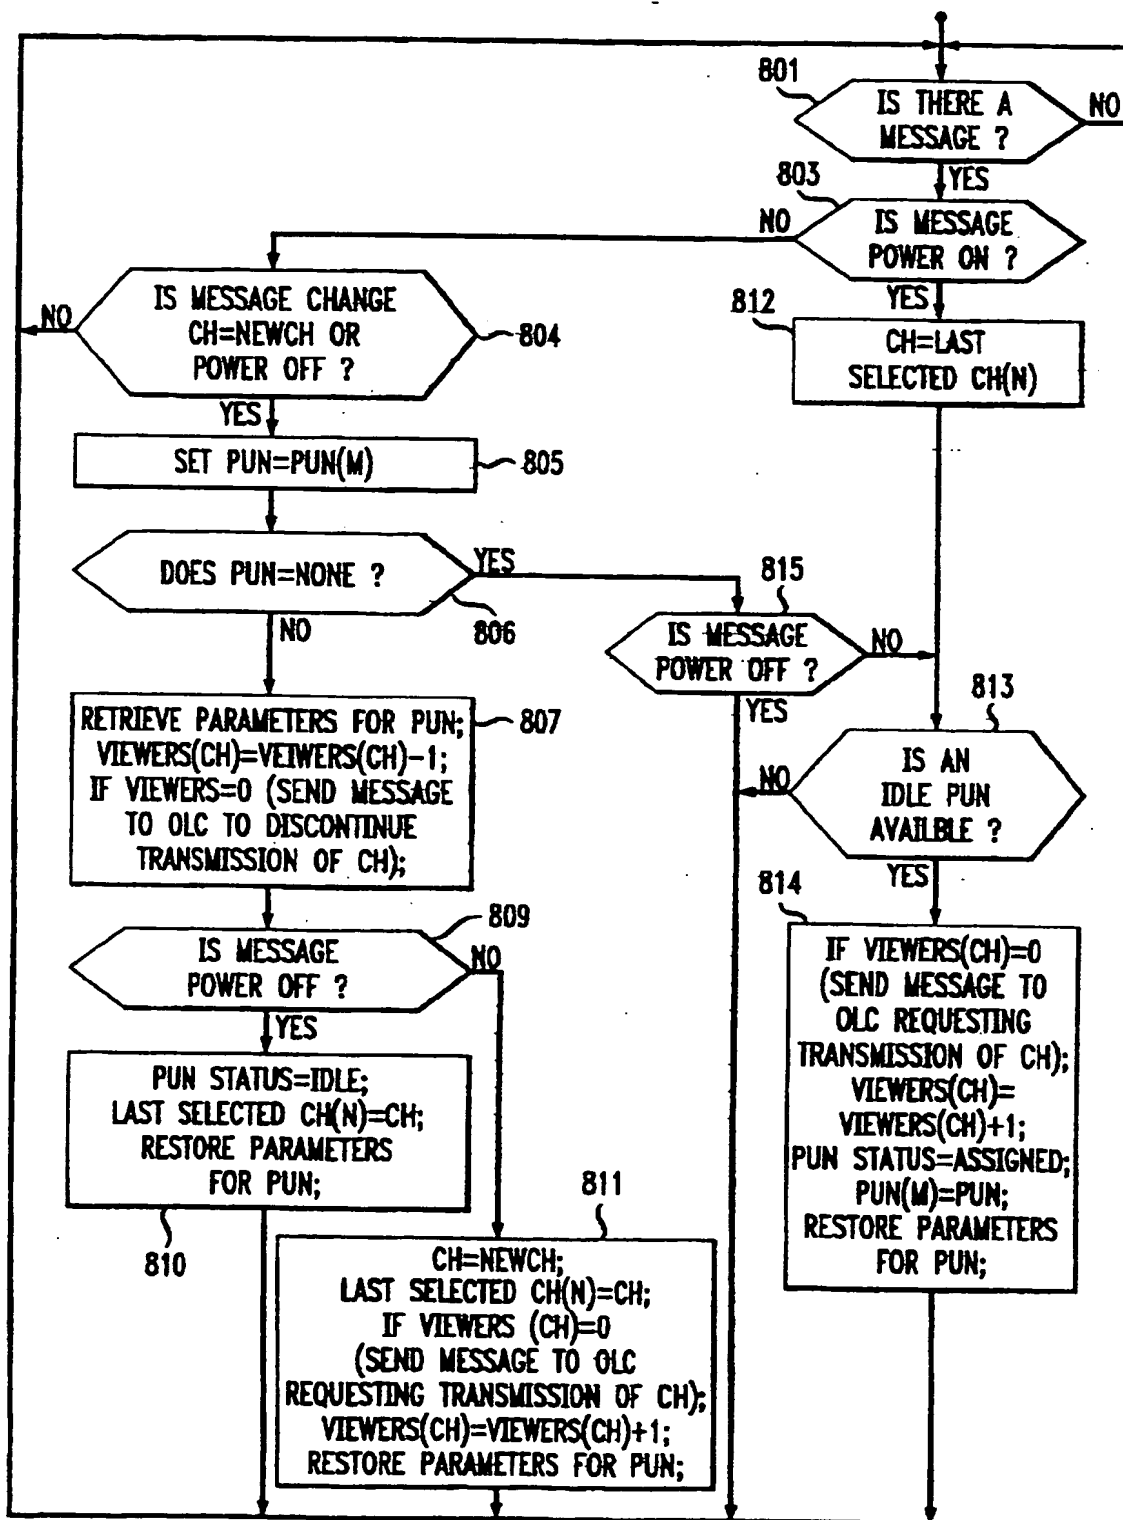 801
IS THERE A
MESSAGE ?
NO
YES
803
IS MESSAGE
POWER ON ?
NO
YES
812
CH=LAST
SELECTED CH(N)
IS MESSAGE CHANGE
CH=NEWCH OR
POWER OFF ?
NO
804
YES
SET PUN=PUN(M)
805
DOES PUN=NONE ?
YES
806
NO
815
IS MESSAGE
POWER OFF ?
NO
YES
813
IS AN
IDLE PUN
AVAILBLE ?
NO
YES
RETRIEVE PARAMETERS FOR PUN;
VIEWERS(CH)=VEIWERS(CH)-1;
IF VIEWERS=0 (SEND MESSAGE
TO OLC TO DISCONTINUE
TRANSMISSION OF CH);
807
809
IS MESSAGE
POWER OFF ?
NO
YES
814
IF VIEWERS(CH)=0
(SEND MESSAGE TO
OLC REQUESTING
TRANSMISSION OF CH);
VIEWERS(CH)=
VIEWERS(CH)+1;
PUN STATUS=ASSIGNED;
PUN(M)=PUN;
RESTORE PARAMETERS
FOR PUN;
PUN STATUS=IDLE;
LAST SELECTED CH(N)=CH;
RESTORE PARAMETERS
FOR PUN;
810
811
CH=NEWCH;
LAST SELECTED CH(N)=CH;
IF VIEWERS (CH)=0
(SEND MESSAGE TO OLC
REQUESTING TRANSMISSION OF CH);
VIEWERS(CH)=VIEWERS(CH)+1;
RESTORE PARAMETERS FOR PUN;